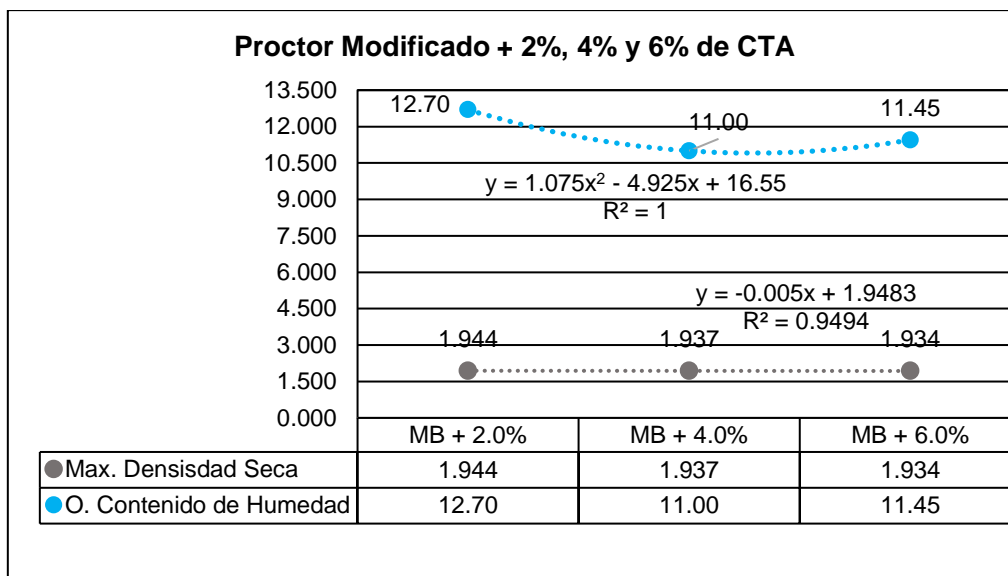 Proctor Modificado + 2%, 4% y 6% de CTA
13.500
12.000
10.500
9.000
7.500
6.000
4.500
3.000
1.500
0.000
12.70
11.00
11.45
y = 1.075x² - 4.925x + 16.55
R² = 1
y = -0.005x + 1.9483
R² = 0.9494
1.944
1.937
1.934
MB + 2.0% MB + 4.0% MB + 6.0%
Max. Densisdad Seca 1.944 1.937 1.934
O. Contenido de Humedad 12.70 11.00 11.45